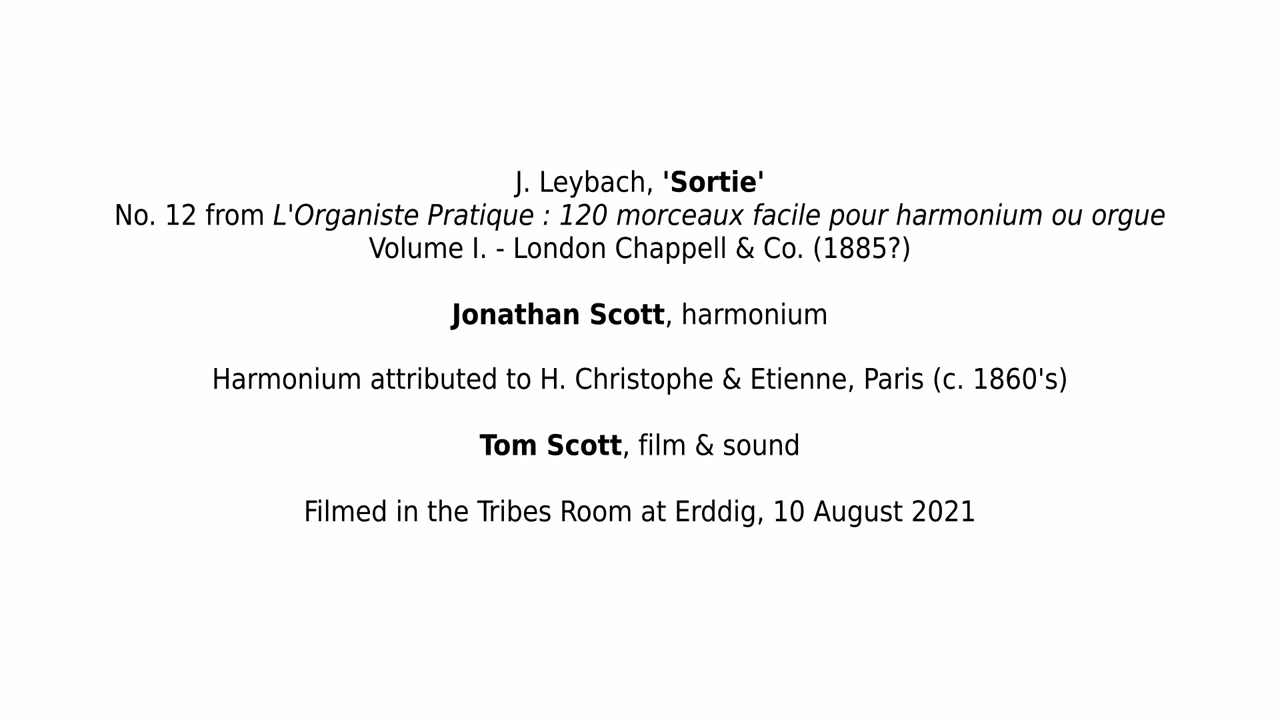 J. Leybach, 'Sortie'
No. 12 from L'Organiste Pratique : 120 morceaux facile pour harmonium ou orgue
Volume I. - London Chappell & Co. (1885?)
Jonathan Scott, harmonium
Harmonium attributed to H. Christophe & Etienne, Paris (c. 1860's)
Tom Scott, film & sound
Filmed in the Tribes Room at Erddig, 10 August 2021